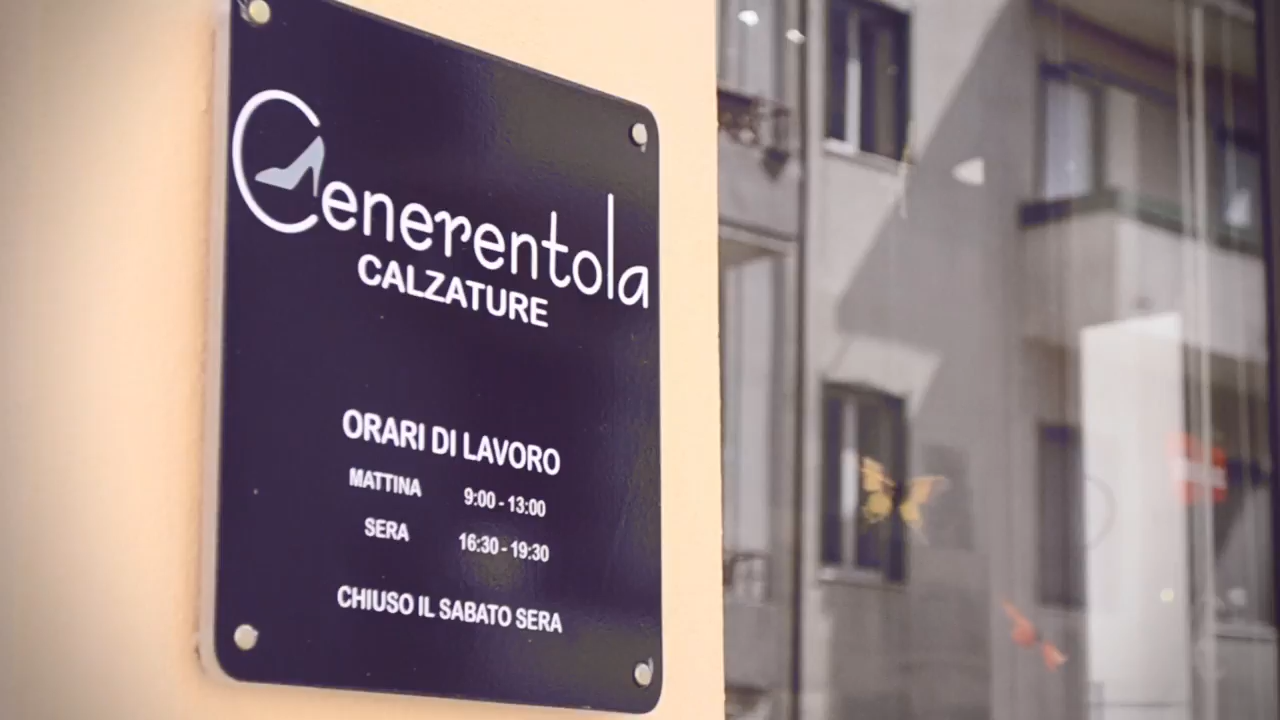 Cenerentola
CALZATURE
ORARI DI LAVORO
MATTINA 9:00 - 13:00
SERA 16:30 - 19:30
CHIUSO IL SABATO SERA